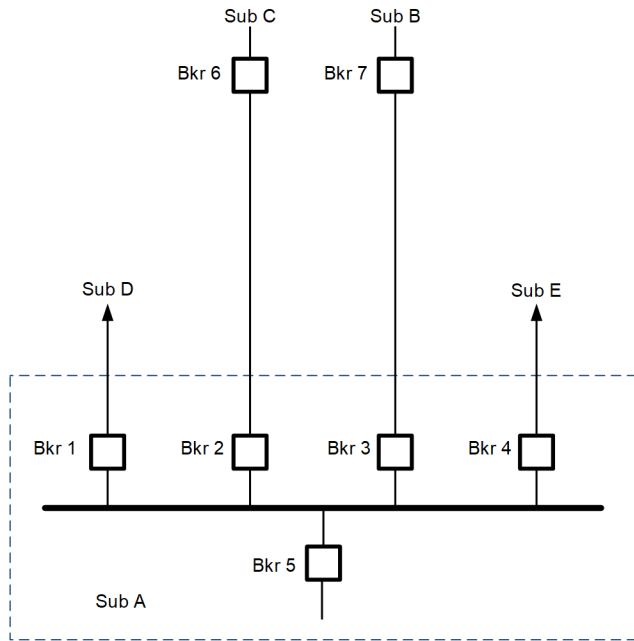 Sub C
Sub B
Bkr 6
Bkr 7
Sub D
Sub E
Bkr 1
Bkr 2
Bkr 3
Bkr 4
Bkr 5
Sub A